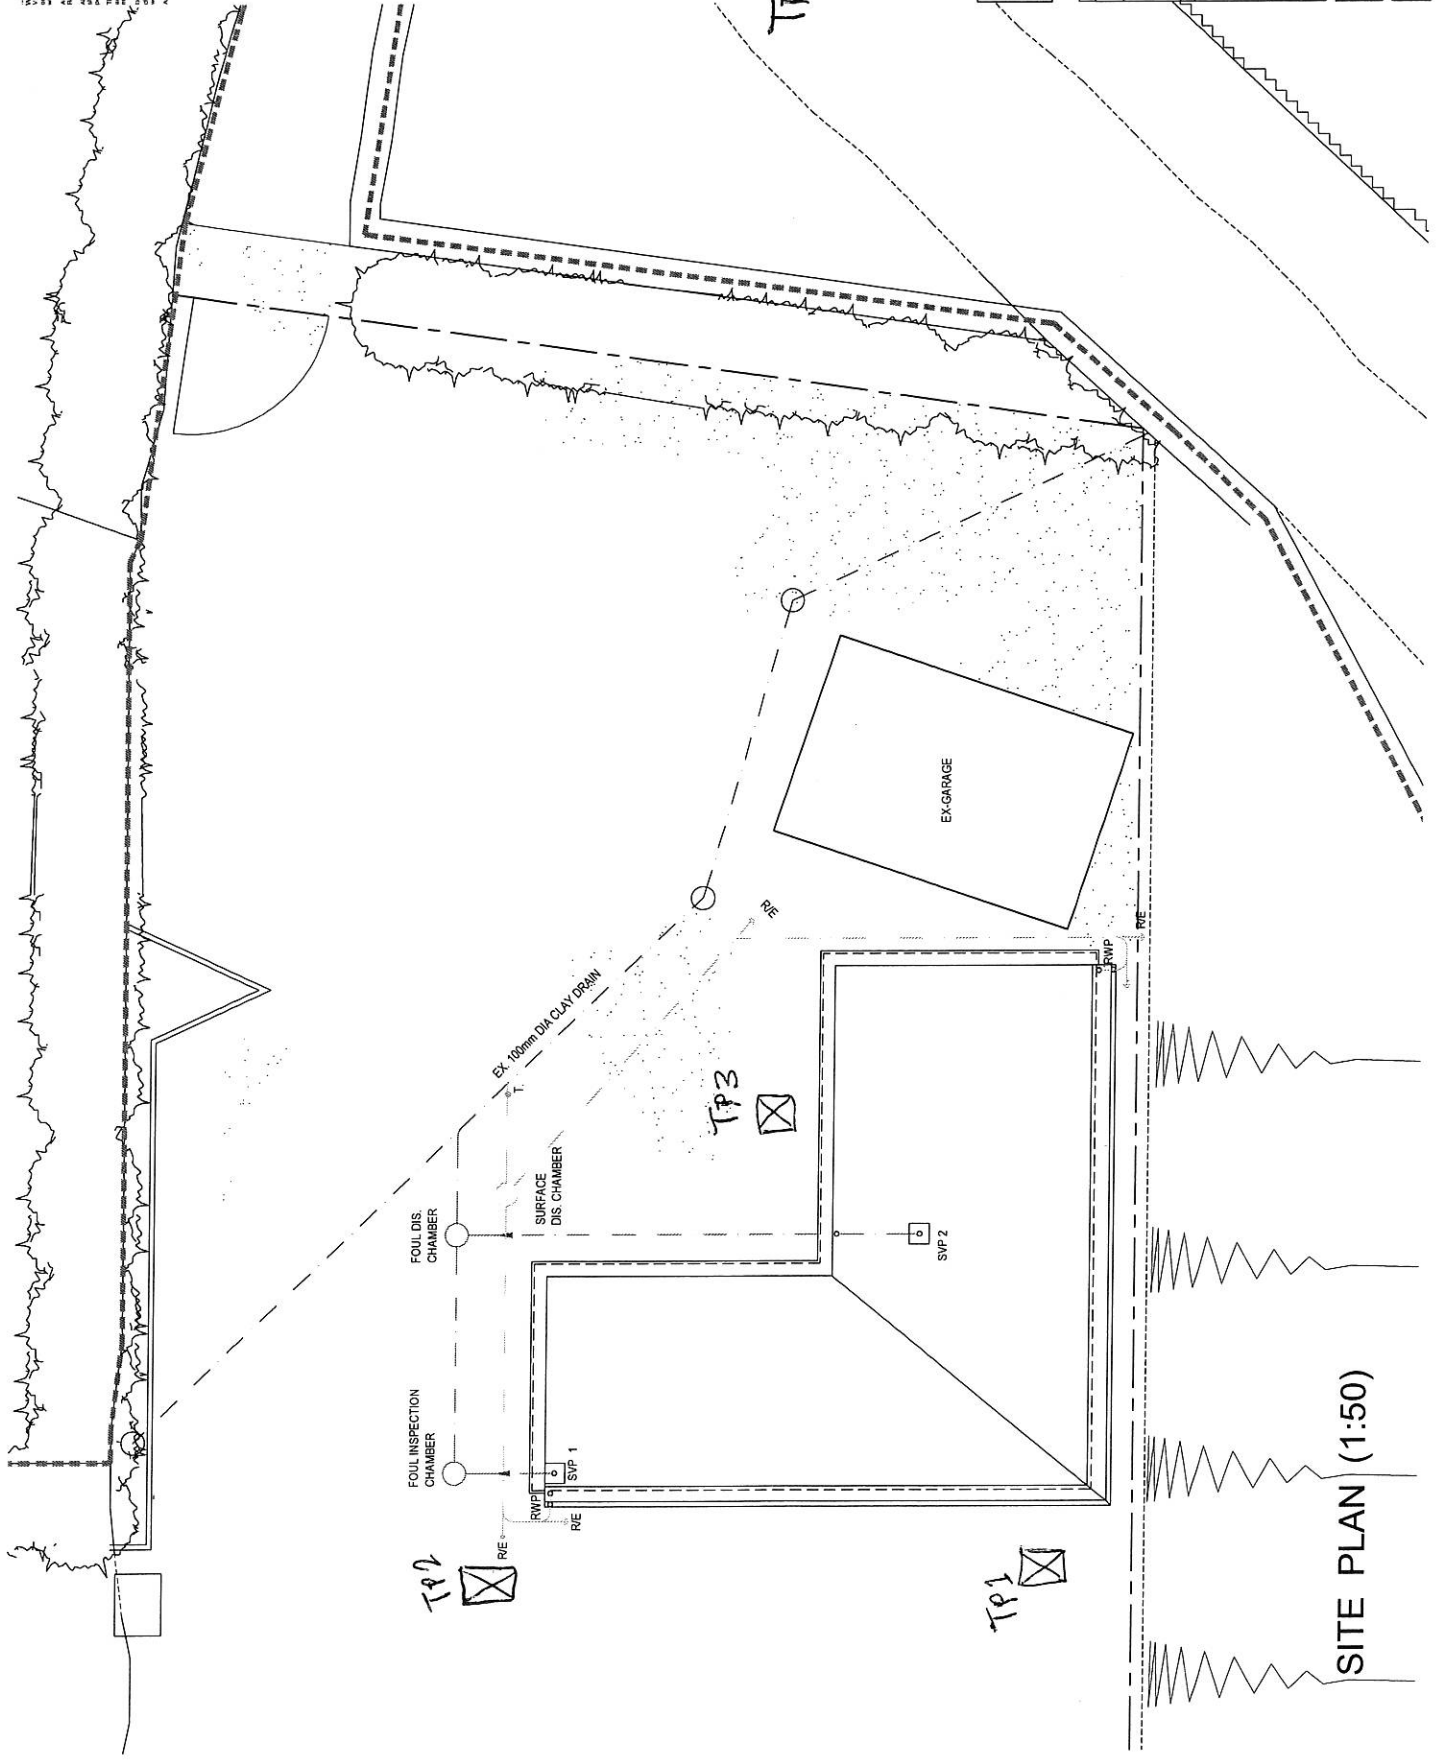 SITE PLAN (1:50)
TP1
TP2
TP3
FOUL INSPECTION
CHAMBER
FOUL DIS.
CHAMBER
SURFACE
DIS. CHAMBER
EX. 100mm DIA CLAY DRAIN
EX-GARAGE
SVP 1
SVP 2
RWP
RWP
R/E
R/E
R/E
R/E